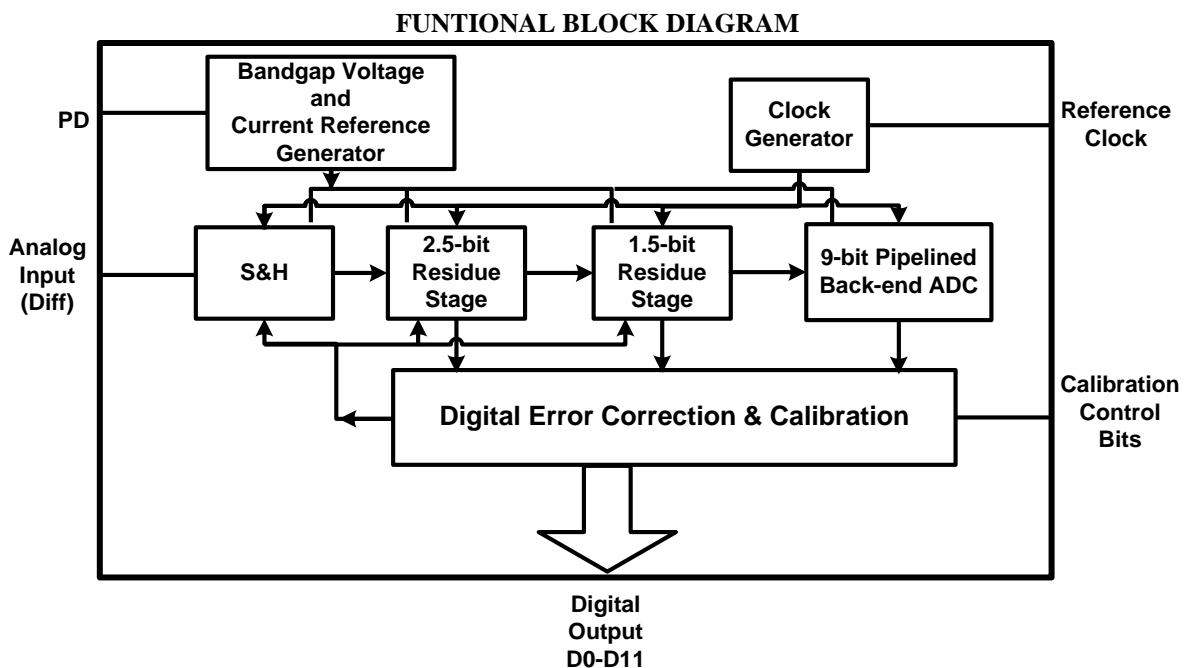 FUNTIONAL BLOCK DIAGRAM
Bandgap Voltage
and
Current Reference
Generator
PD
Clock
Generator
Reference
Clock
Analog
Input
(Diff)
S&H
2.5-bit
Residue
Stage
1.5-bit
Residue
Stage
9-bit Pipelined
Back-end ADC
Digital Error Correction & Calibration
Calibration
Control
Bits
Digital
Output
D0-D11